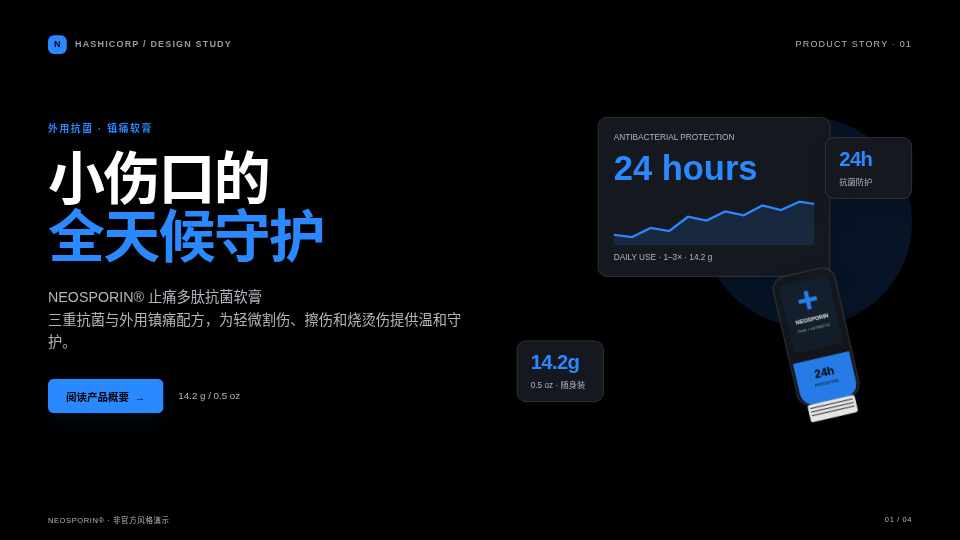 N HASHICORP / DESIGN STUDY
PRODUCT STORY · 01
外用抗菌 · 镇痛软膏
小伤口的
全天候守护
NEOSPORIN® 止痛多肽抗菌软膏
三重抗菌与外用镇痛配方，为轻微割伤、擦伤和烧烫伤提供温和守
护。
阅读产品概要 →
14.2 g / 0.5 oz
ANTIBACTERIAL PROTECTION
24 hours
DAILY USE · 1–3× · 14.2 g
24h
抗菌防护
14.2g
0.5 oz · 随身装
NEOSPORIN
24h
NEOSPORIN® · 非官方风格演示
01 / 04